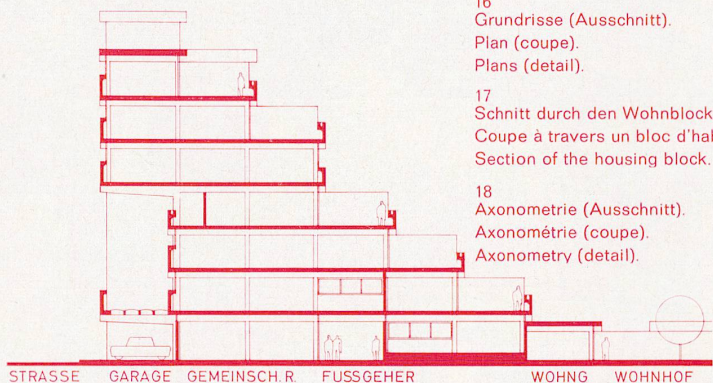 16
Grundrisse (Ausschnitt).
Plan (coupe).
Plans (detail).
17
Schnitt durch den Wohnblock
Coupe à travers un bloc d'hab
Section of the housing block.
18
Axonometrie (Ausschnitt).
Axonométrie (coupe).
Axonometry (detail).
STRASSE GARAGE GEMEINSCH.R. FUSSGEHER WOHNG WOHNHOF